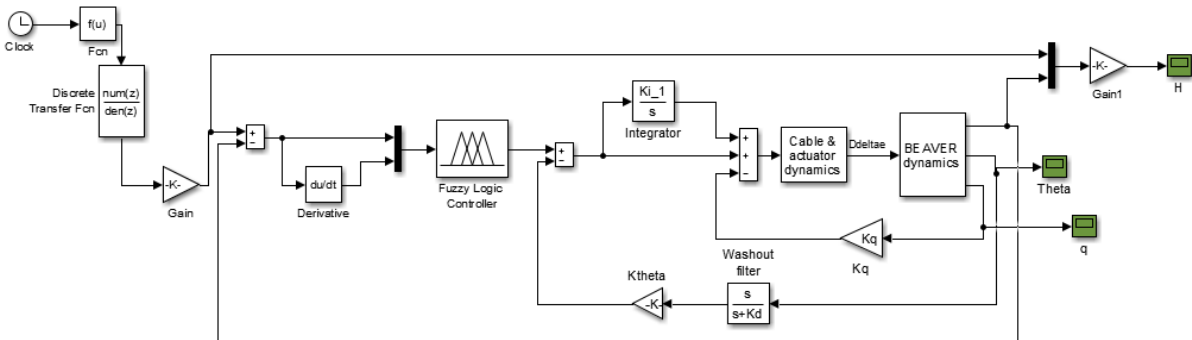 Clock
f(u)
Fcn
Discrete
Transfer Fcn
num(z)
den(z)
-K-
Gain
+
−
du/dt
Derivative
Fuzzy Logic
Controller
+
−
Ki_1
s
Integrator
+
+
−
Cable &
actuator
dynamics
Ddeltae
BEAVER
dynamics
-K-
Gain1
H
Theta
q
Kq
Kq
Washout
filter
s
s+Kd
Ktheta
-K-